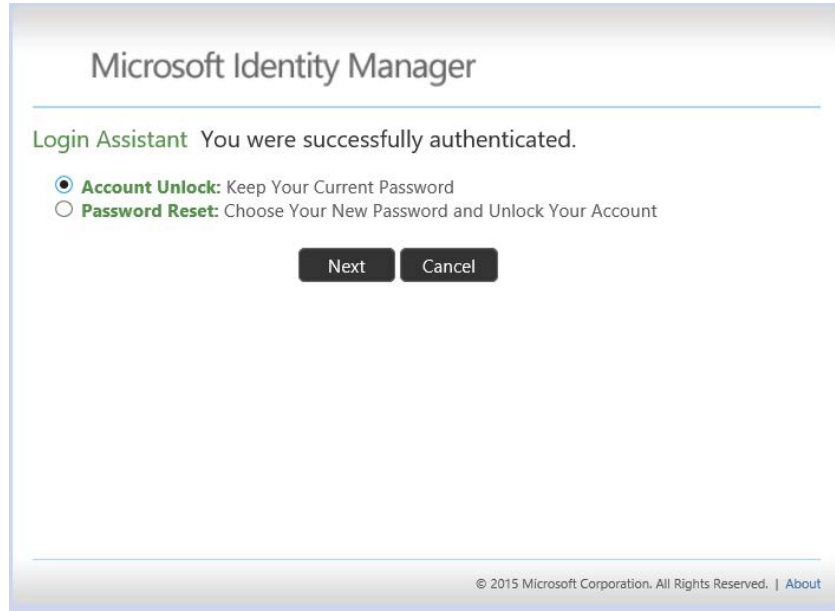 Microsoft Identity Manager
Login Assistant You were successfully authenticated.
Account Unlock: Keep Your Current Password
Password Reset: Choose Your New Password and Unlock Your Account
Next Cancel
© 2015 Microsoft Corporation. All Rights Reserved. | About